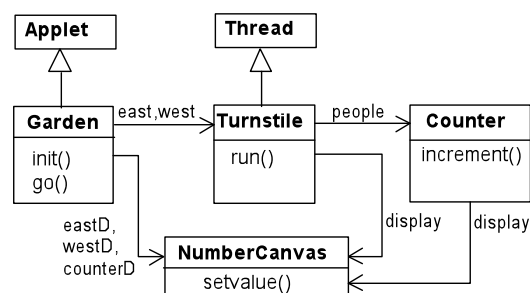 Applet
Thread
Garden
init()
go()
east,west
Turnstile
run()
people
Counter
increment()
eastD,
westD,
counterD
display
display
NumberCanvas
setvalue()